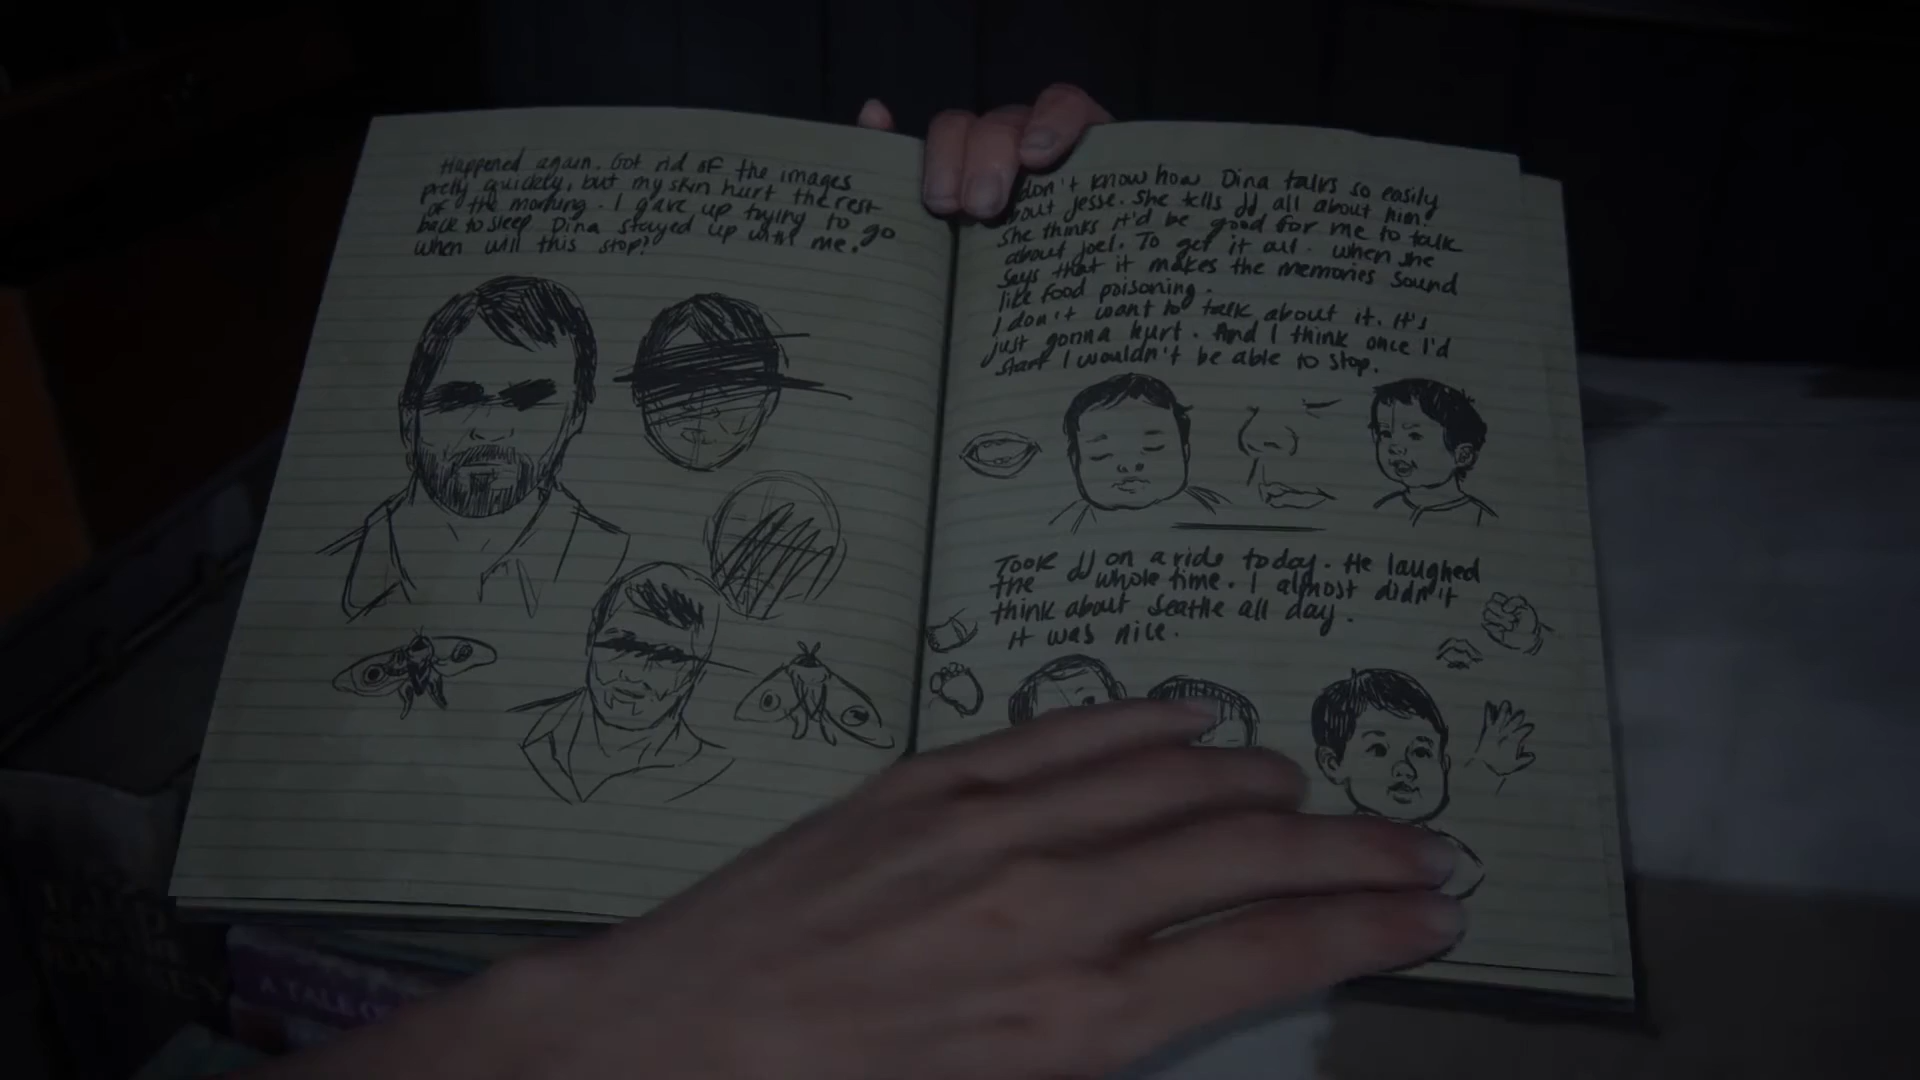 Happened again. Got rid of the images
pretty quickly, but my skin hurt the rest
of the morning. I gave up trying to go
back to sleep. Dina stayed up with me.
when will this stop?
don't know how Dina talks so easily
bout Jesse. She tells JJ all about him.
She thinks it'd be good for me to talk
about Joel. To get it out. when she
says that it makes the memories sound
like food poisoning.
I don't want to talk about it. It's
just gonna hurt. And I think once I'd
start I wouldn't be able to stop.
Took JJ on a ride today. He laughed
the whole time. I almost didn't
think about Seattle all day.
It was nice.
A TALE